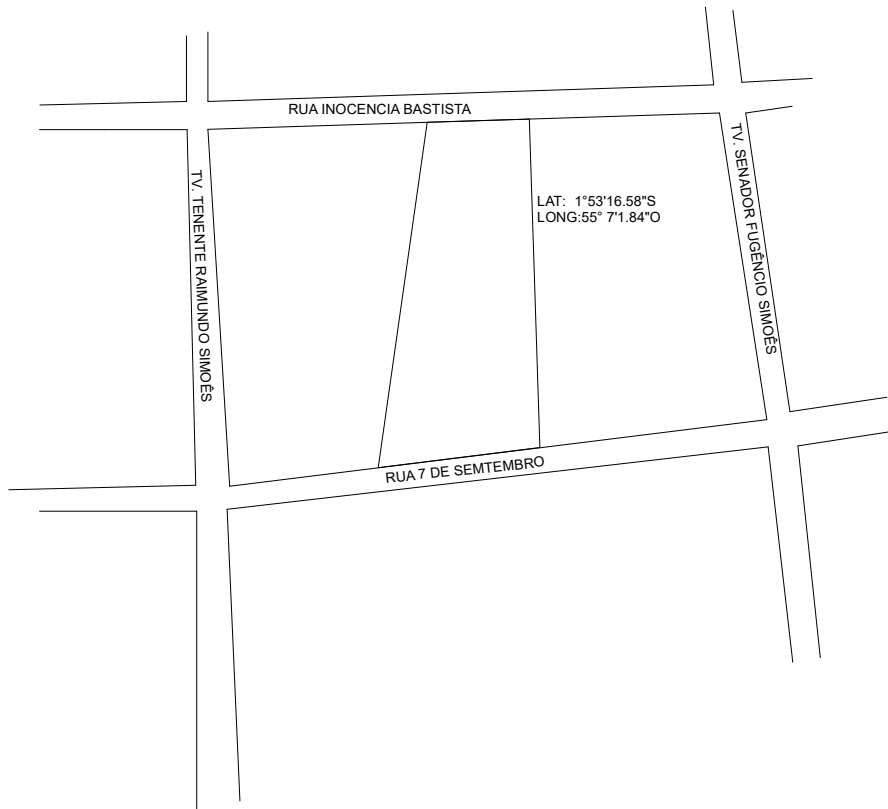 RUA INOCENCIA BASTISTA
TV. TENENTE RAIMUNDO SIMOÊS
LAT: 1°53'16.58"S
LONG:55° 7'1.84"O
TV. SENADOR FUGÊNCIO SIMOÊS
RUA 7 DE SEMTEMBRO